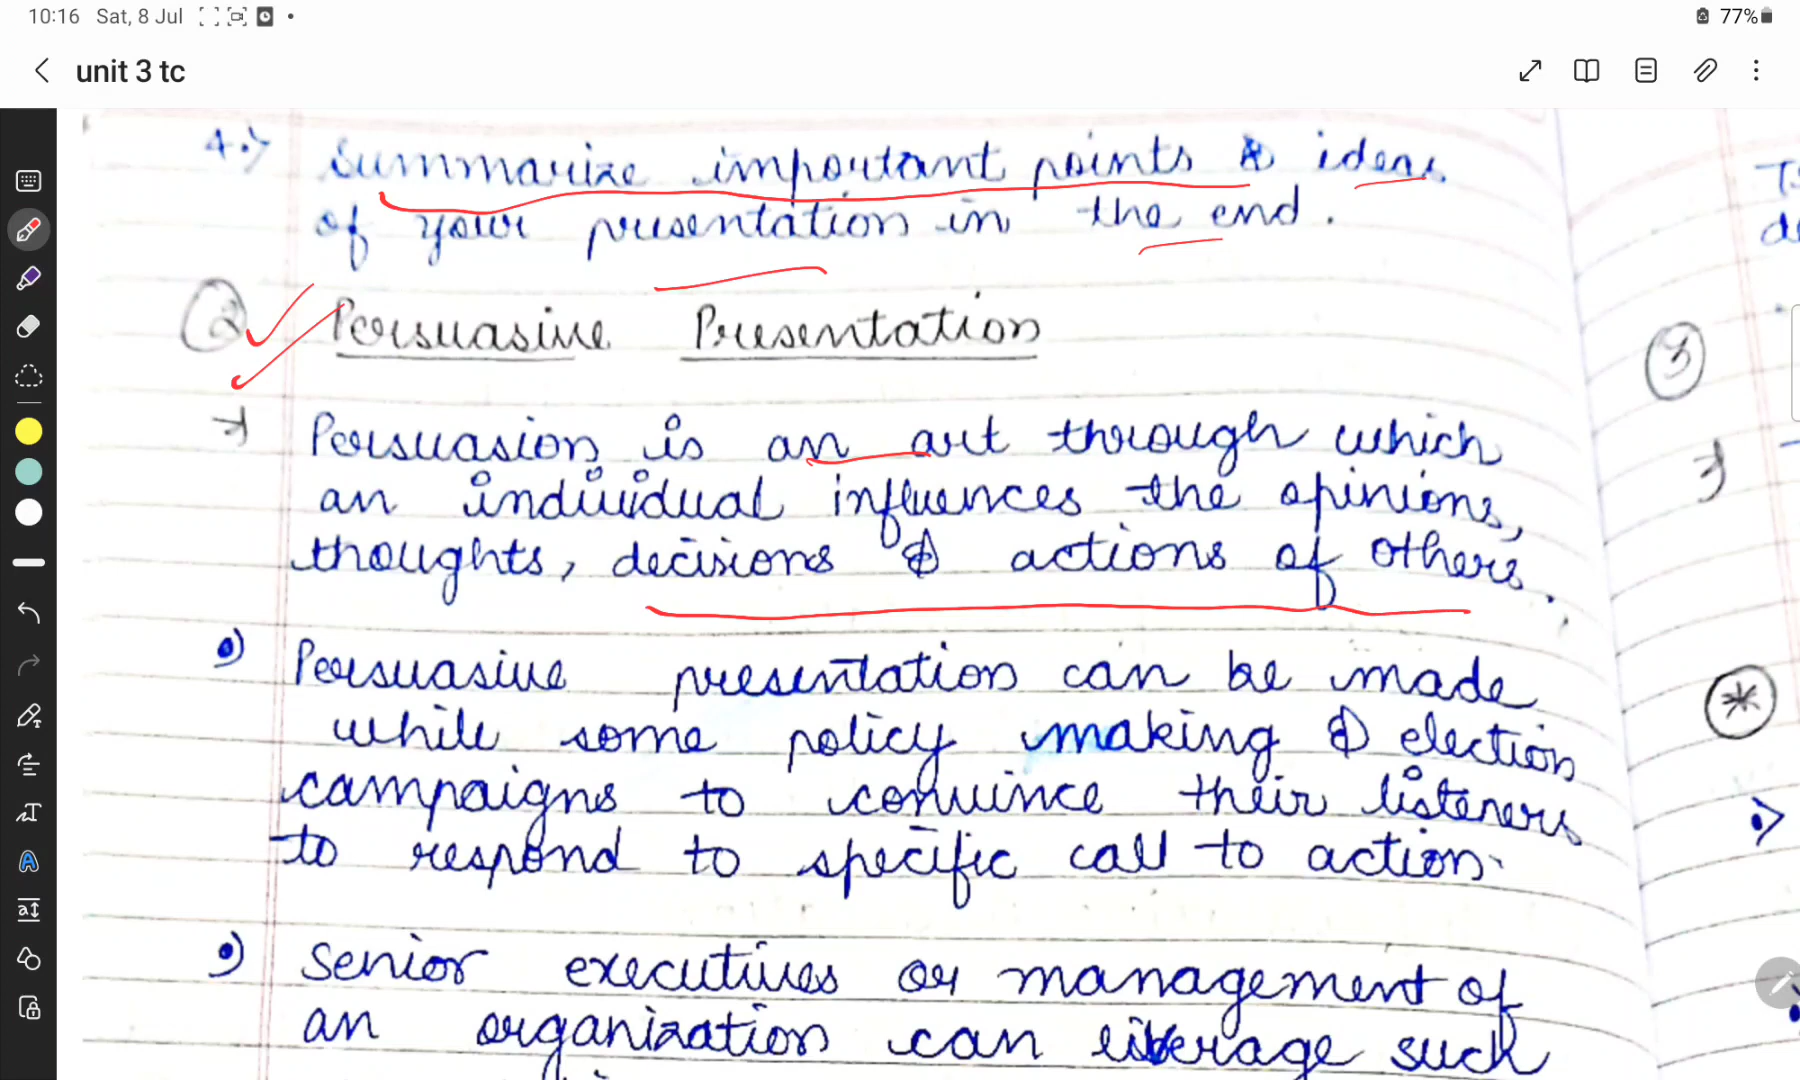 10:16 Sat, 8 Jul
77%
unit 3 tc
4.> Summarize important points & ideas
of your presentation in the end.
② Persuasive Presentation
→ Persuasion is an art through which
an individual influences the opinions,
thoughts, decisions & actions of others.
Persuasive presentation can be made
while some policy making & election
campaigns to convince their listeners
to respond to specific call to action.
Senior executives or management of
an organization can leverage such
③
*